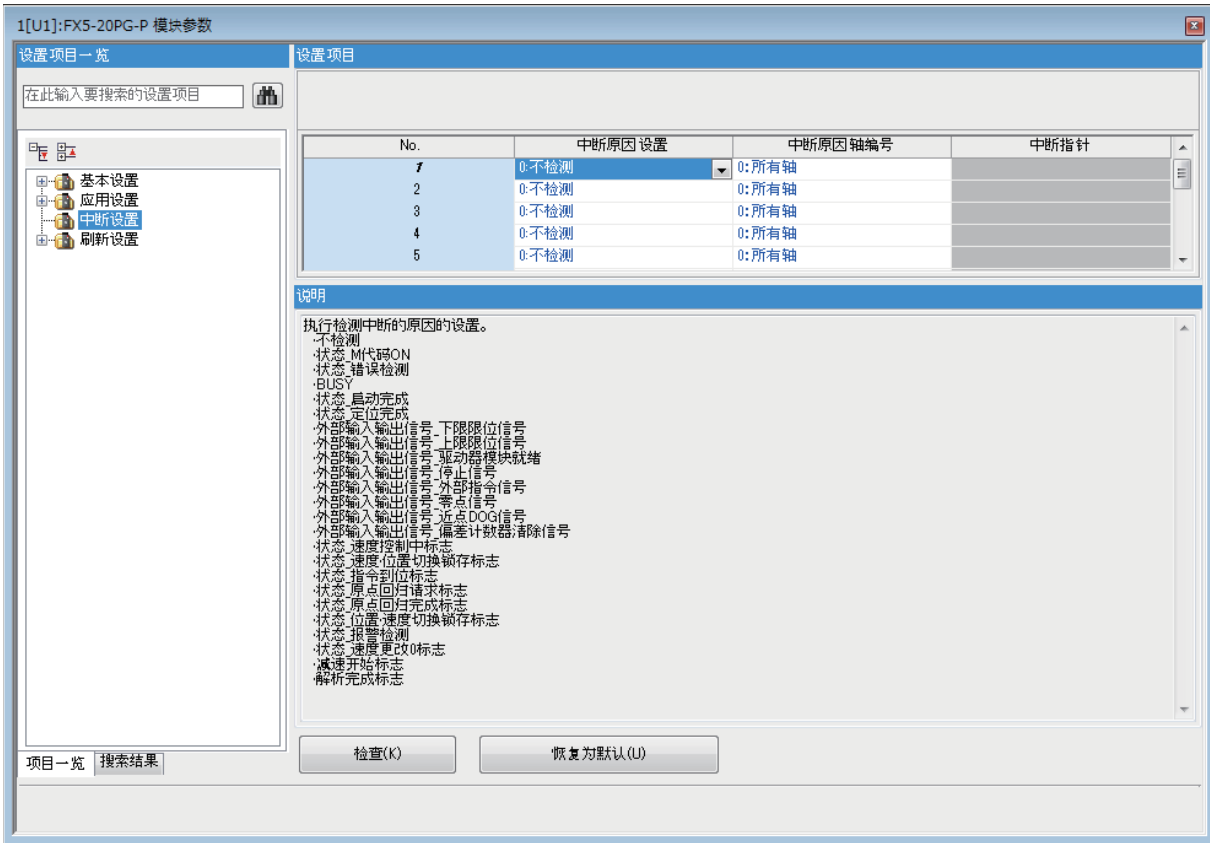 1[U1]:FX5-20PG-P 模块参数
设置项目一览
设置项目
在此输入要搜索的设置项目
No. 中断原因 设置 中断原因 轴编号 中断指针
1 0:不检测 0:所有轴
2 0:不检测 0:所有轴
3 0:不检测 0:所有轴
4 0:不检测 0:所有轴
5 0:不检测 0:所有轴
基本设置
应用设置
中断设置
刷新设置
说明
执行检测中断的原因的设置。
·不检测
·状态_M代码ON
·状态_错误检测
·BUSY
·状态_启动完成
·状态_定位完成
·外部输入输出信号_下限限位信号
·外部输入输出信号_上限限位信号
·外部输入输出信号_驱动器模块就绪
·外部输入输出信号_停止信号
·外部输入输出信号_外部指令信号
·外部输入输出信号_零点信号
·外部输入输出信号_近点DOG信号
·外部输入输出信号_偏差计数器清除信号
·状态_速度控制中标志
·状态_速度·位置切换锁存标志
·状态_指令到位标志
·状态_原点回归请求标志
·状态_原点回归完成标志
·状态_位置·速度切换锁存标志
·状态_报警检测
·状态_速度更改0标志
·减速开始标志
·解析完成标志
项目一览 搜索结果
检查(K) 恢复为默认(U)